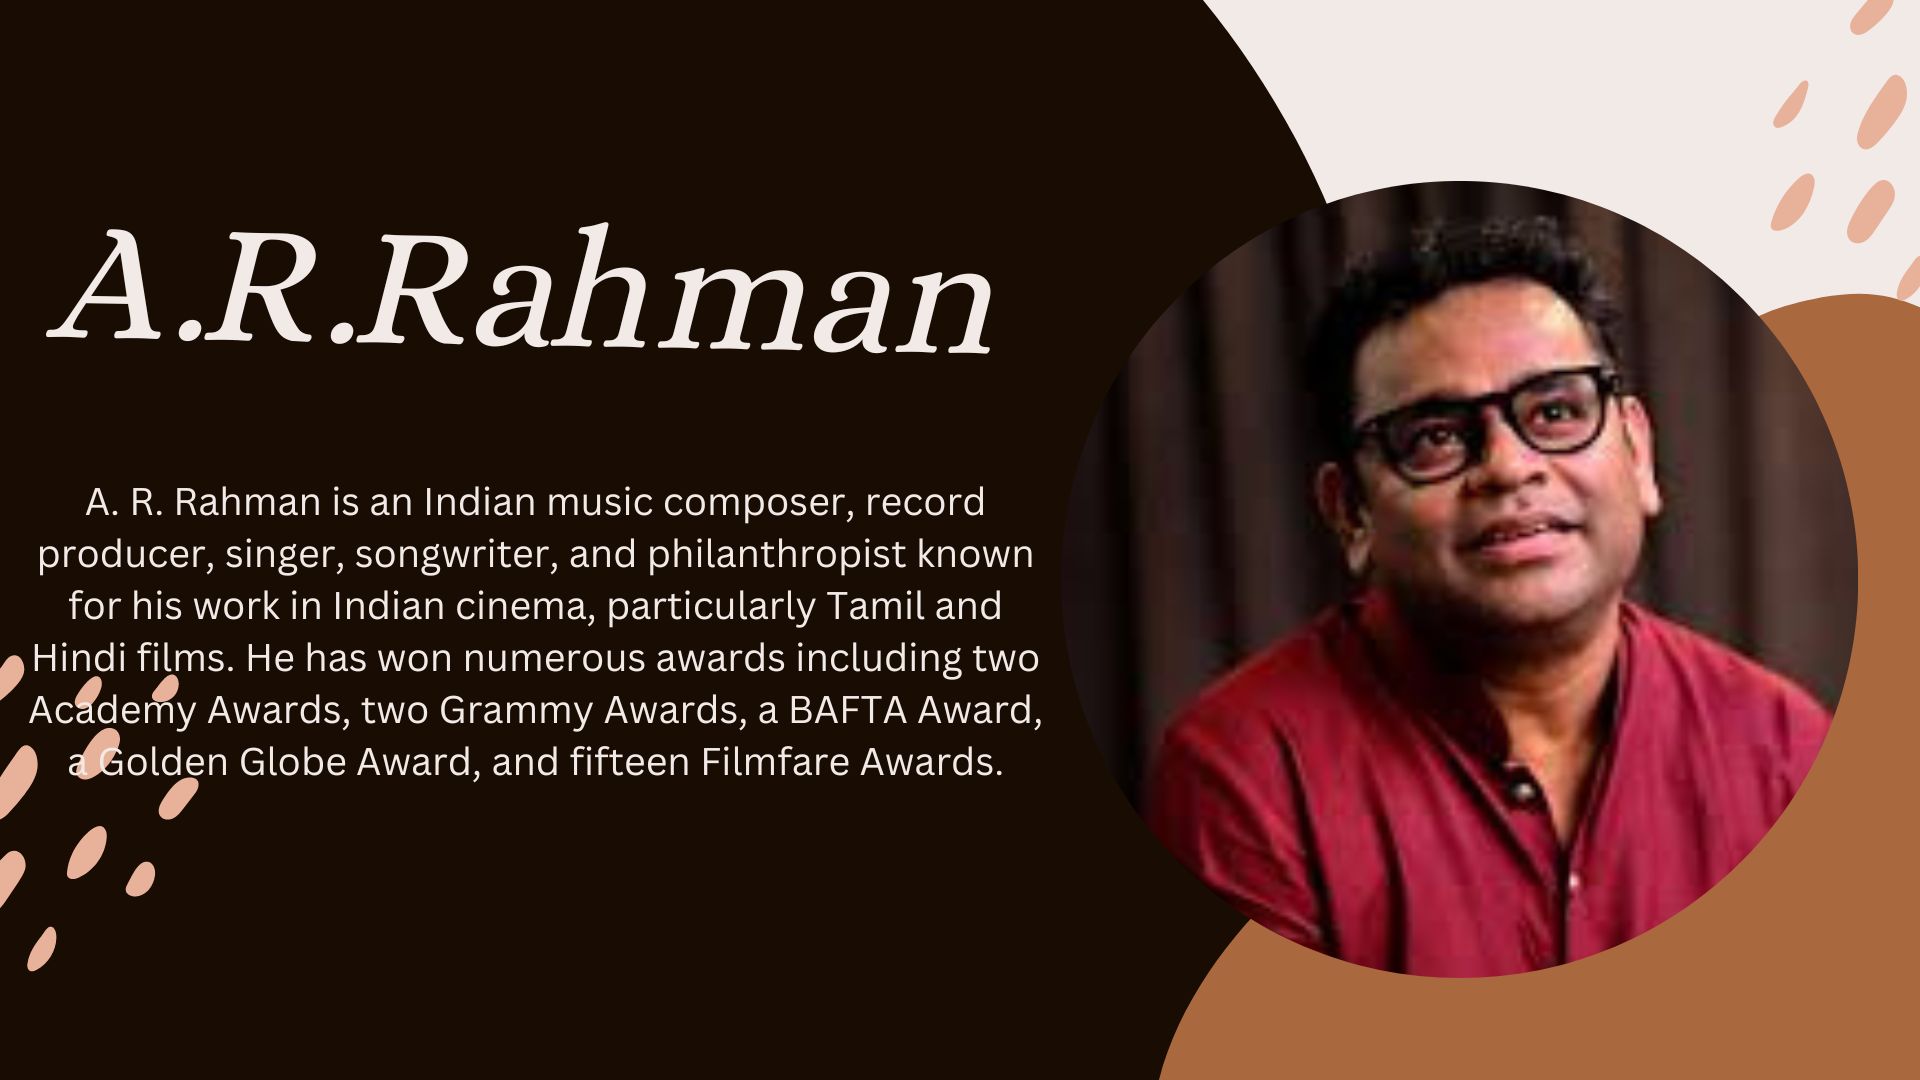 A.R.Rahman
A. R. Rahman is an Indian music composer, record
producer, singer, songwriter, and philanthropist known
for his work in Indian cinema, particularly Tamil and
Hindi films. He has won numerous awards including two
Academy Awards, two Grammy Awards, a BAFTA Award,
a Golden Globe Award, and fifteen Filmfare Awards.